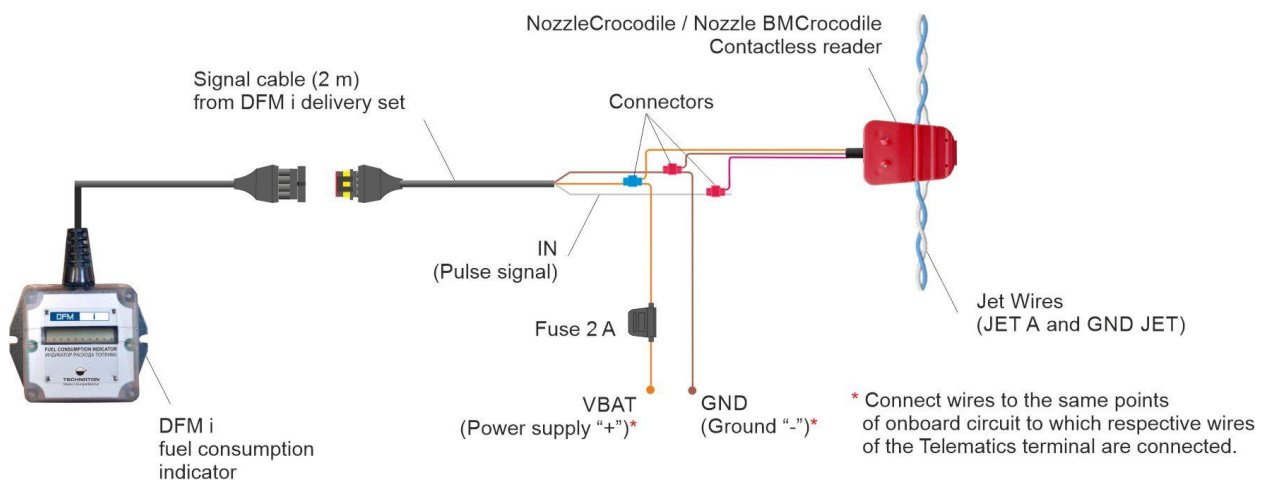 NozzleCrocodile / Nozzle BMCrocodile
Contactless reader
Signal cable (2 m)
from DFM i delivery set
Connectors
IN
(Pulse signal)
Jet Wires
(JET A and GND JET)
Fuse 2 A
DFM i
FUEL CONSUMPTION INDICATOR
ИНДИКАТОР РАСХОДА ТОПЛИВА
TECHNOTON
VBAT
(Power supply “+”)*
GND
(Ground “-”)*
* Connect wires to the same points
of onboard circuit to which respective wires
of the Telematics terminal are connected.
DFM i
fuel consumption
indicator